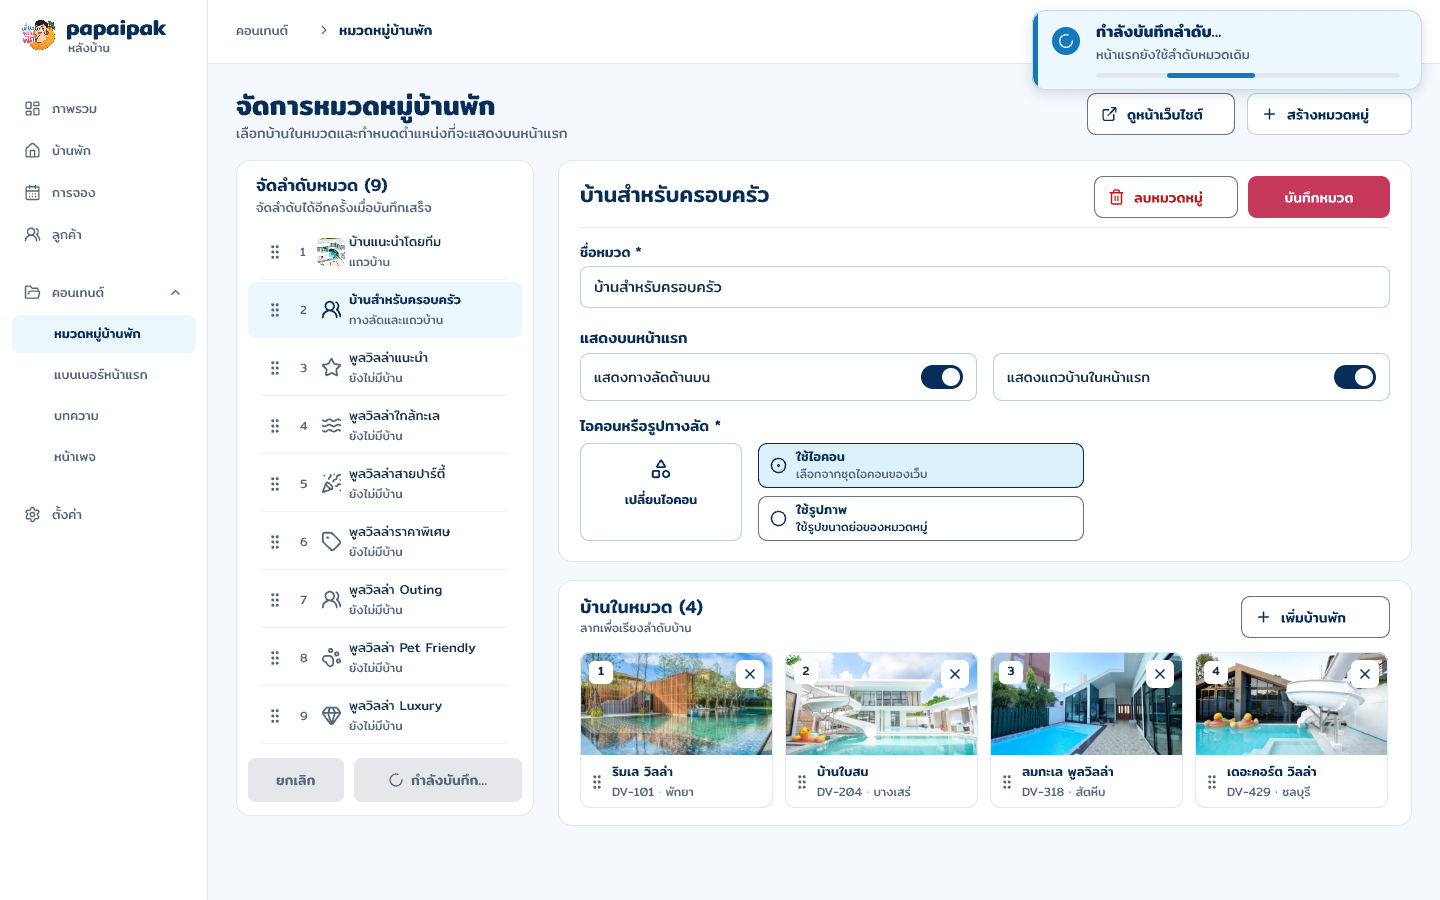 papaipak
หลังบ้าน
ภาพรวม
บ้านพัก
การจอง
ลูกค้า
คอนเทนต์
หมวดหมู่บ้านพัก
แบนเนอร์หน้าแรก
บทความ
หน้าเพจ
ตั้งค่า
คอนเทนต์ > หมวดหมู่บ้านพัก
กำลังบันทึกลำดับ...
หน้าแรกยังใช้ลำดับหมวดเดิม
จัดการหมวดหมู่บ้านพัก
เลือกบ้านในหมวดและกำหนดตำแหน่งที่จะแสดงบนหน้าแรก
ดูหน้าเว็บไซต์
สร้างหมวดหมู่
จัดลำดับหมวด (9)
จัดลำดับได้อีกครั้งเมื่อบันทึกเสร็จ
1 บ้านแนะนำโดยทีม
แถวบ้าน
2 บ้านสำหรับครอบครัว
ทางลัดและแถวบ้าน
3 พูลวิลล่าแนะนำ
ยังไม่มีบ้าน
4 พูลวิลล่าใกล้ทะเล
ยังไม่มีบ้าน
5 พูลวิลล่าสายปาร์ตี้
ยังไม่มีบ้าน
6 พูลวิลล่าราคาพิเศษ
ยังไม่มีบ้าน
7 พูลวิลล่า Outing
ยังไม่มีบ้าน
8 พูลวิลล่า Pet Friendly
ยังไม่มีบ้าน
9 พูลวิลล่า Luxury
ยังไม่มีบ้าน
ยกเลิก
กำลังบันทึก...
บ้านสำหรับครอบครัว
ลบหมวดหมู่
บันทึกหมวด
ชื่อหมวด *
บ้านสำหรับครอบครัว
แสดงบนหน้าแรก
แสดงทางลัดด้านบน
แสดงแถวบ้านในหน้าแรก
ไอคอนหรือรูปทางลัด *
เปลี่ยนไอคอน
ใช้ไอคอน
เลือกจากชุดไอคอนของเว็บ
ใช้รูปภาพ
ใช้รูปขนาดย่อของหมวดหมู่
บ้านในหมวด (4)
ลากเพื่อเรียงลำดับบ้าน
เพิ่มบ้านพัก
1
ริมเล วิลล่า
DV-101 · พัทยา
2
บ้านใบสน
DV-204 · บางเสร่
3
ลมทะเล พูลวิลล่า
DV-318 · สัตหีบ
4
เดอะคอร์ต วิลล่า
DV-429 · ชลบุรี